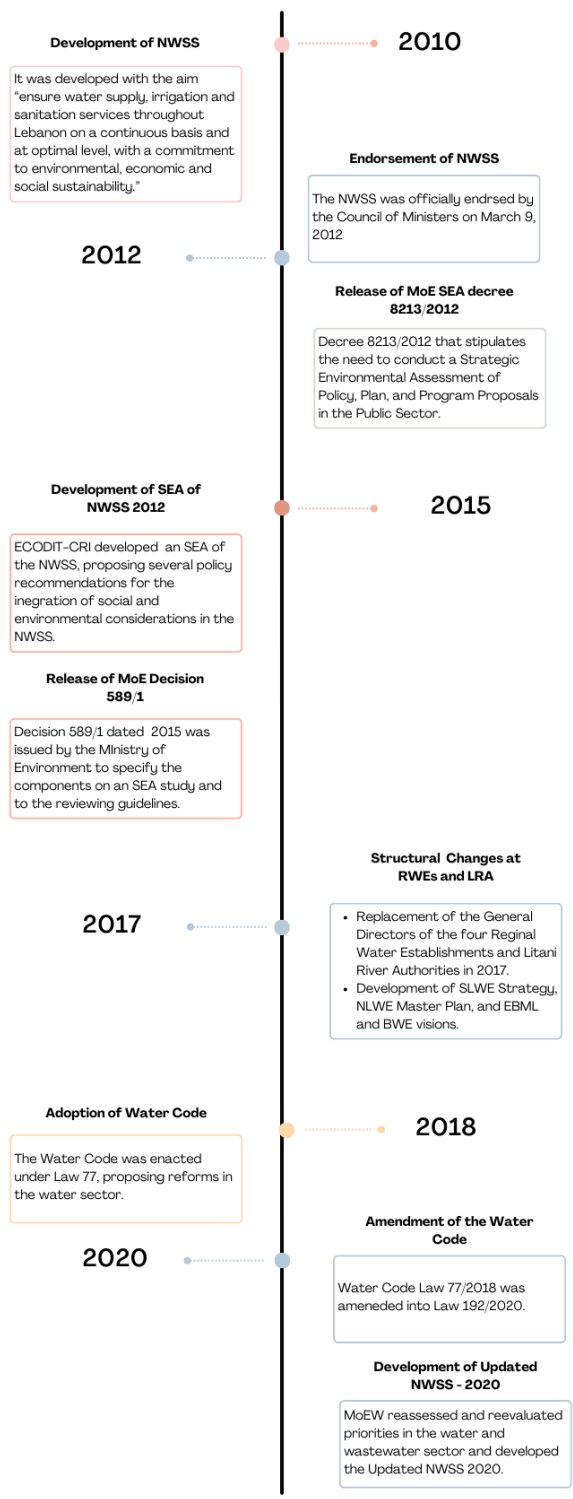 Development of NWSS
2010
It was developed with the aim
“ensure water supply, irrigation and
sanitation services throughout
Lebanon on a continuous basis and
at optimal level, with a commitment
to environmental, economic and
social sustainability.”
Endorsement of NWSS
The NWSS was officially endrsed by
the Council of Ministers on March 9,
2012
2012
Release of MoE SEA decree
8213/2012
Decree 8213/2012 that stipulates
the need to conduct a Strategic
Environmental Assessment of
Policy, Plan, and Program Proposals
in the Public Sector.
Development of SEA of
NWSS 2012
2015
ECODIT-CRI developed an SEA of
the NWSS, proposing several policy
recommendations for the
inegration of social and
environmental considerations in the
NWSS.
Release of MoE Decision
589/1
Decision 589/1 dated 2015 was
issued by the MInistry of
Environment to specify the
components on an SEA study and
to the reviewing guidelines.
Structural Changes at
RWEs and LRA
2017
• Replacement of the General
Directors of the four Reginal
Water Establishments and Litani
River Authorities in 2017.
• Development of SLWE Strategy,
NLWE Master Plan, and EBML
and BWE visions.
Adoption of Water Code
2018
The Water Code was enacted
under Law 77, proposing reforms in
the water sector.
Amendment of the Water
Code
2020
Water Code Law 77/2018 was
ameneded into Law 192/2020.
Development of Updated
NWSS - 2020
MoEW reassessed and reevaluated
priorities in the water and
wastewater sector and developed
the Updated NWSS 2020.